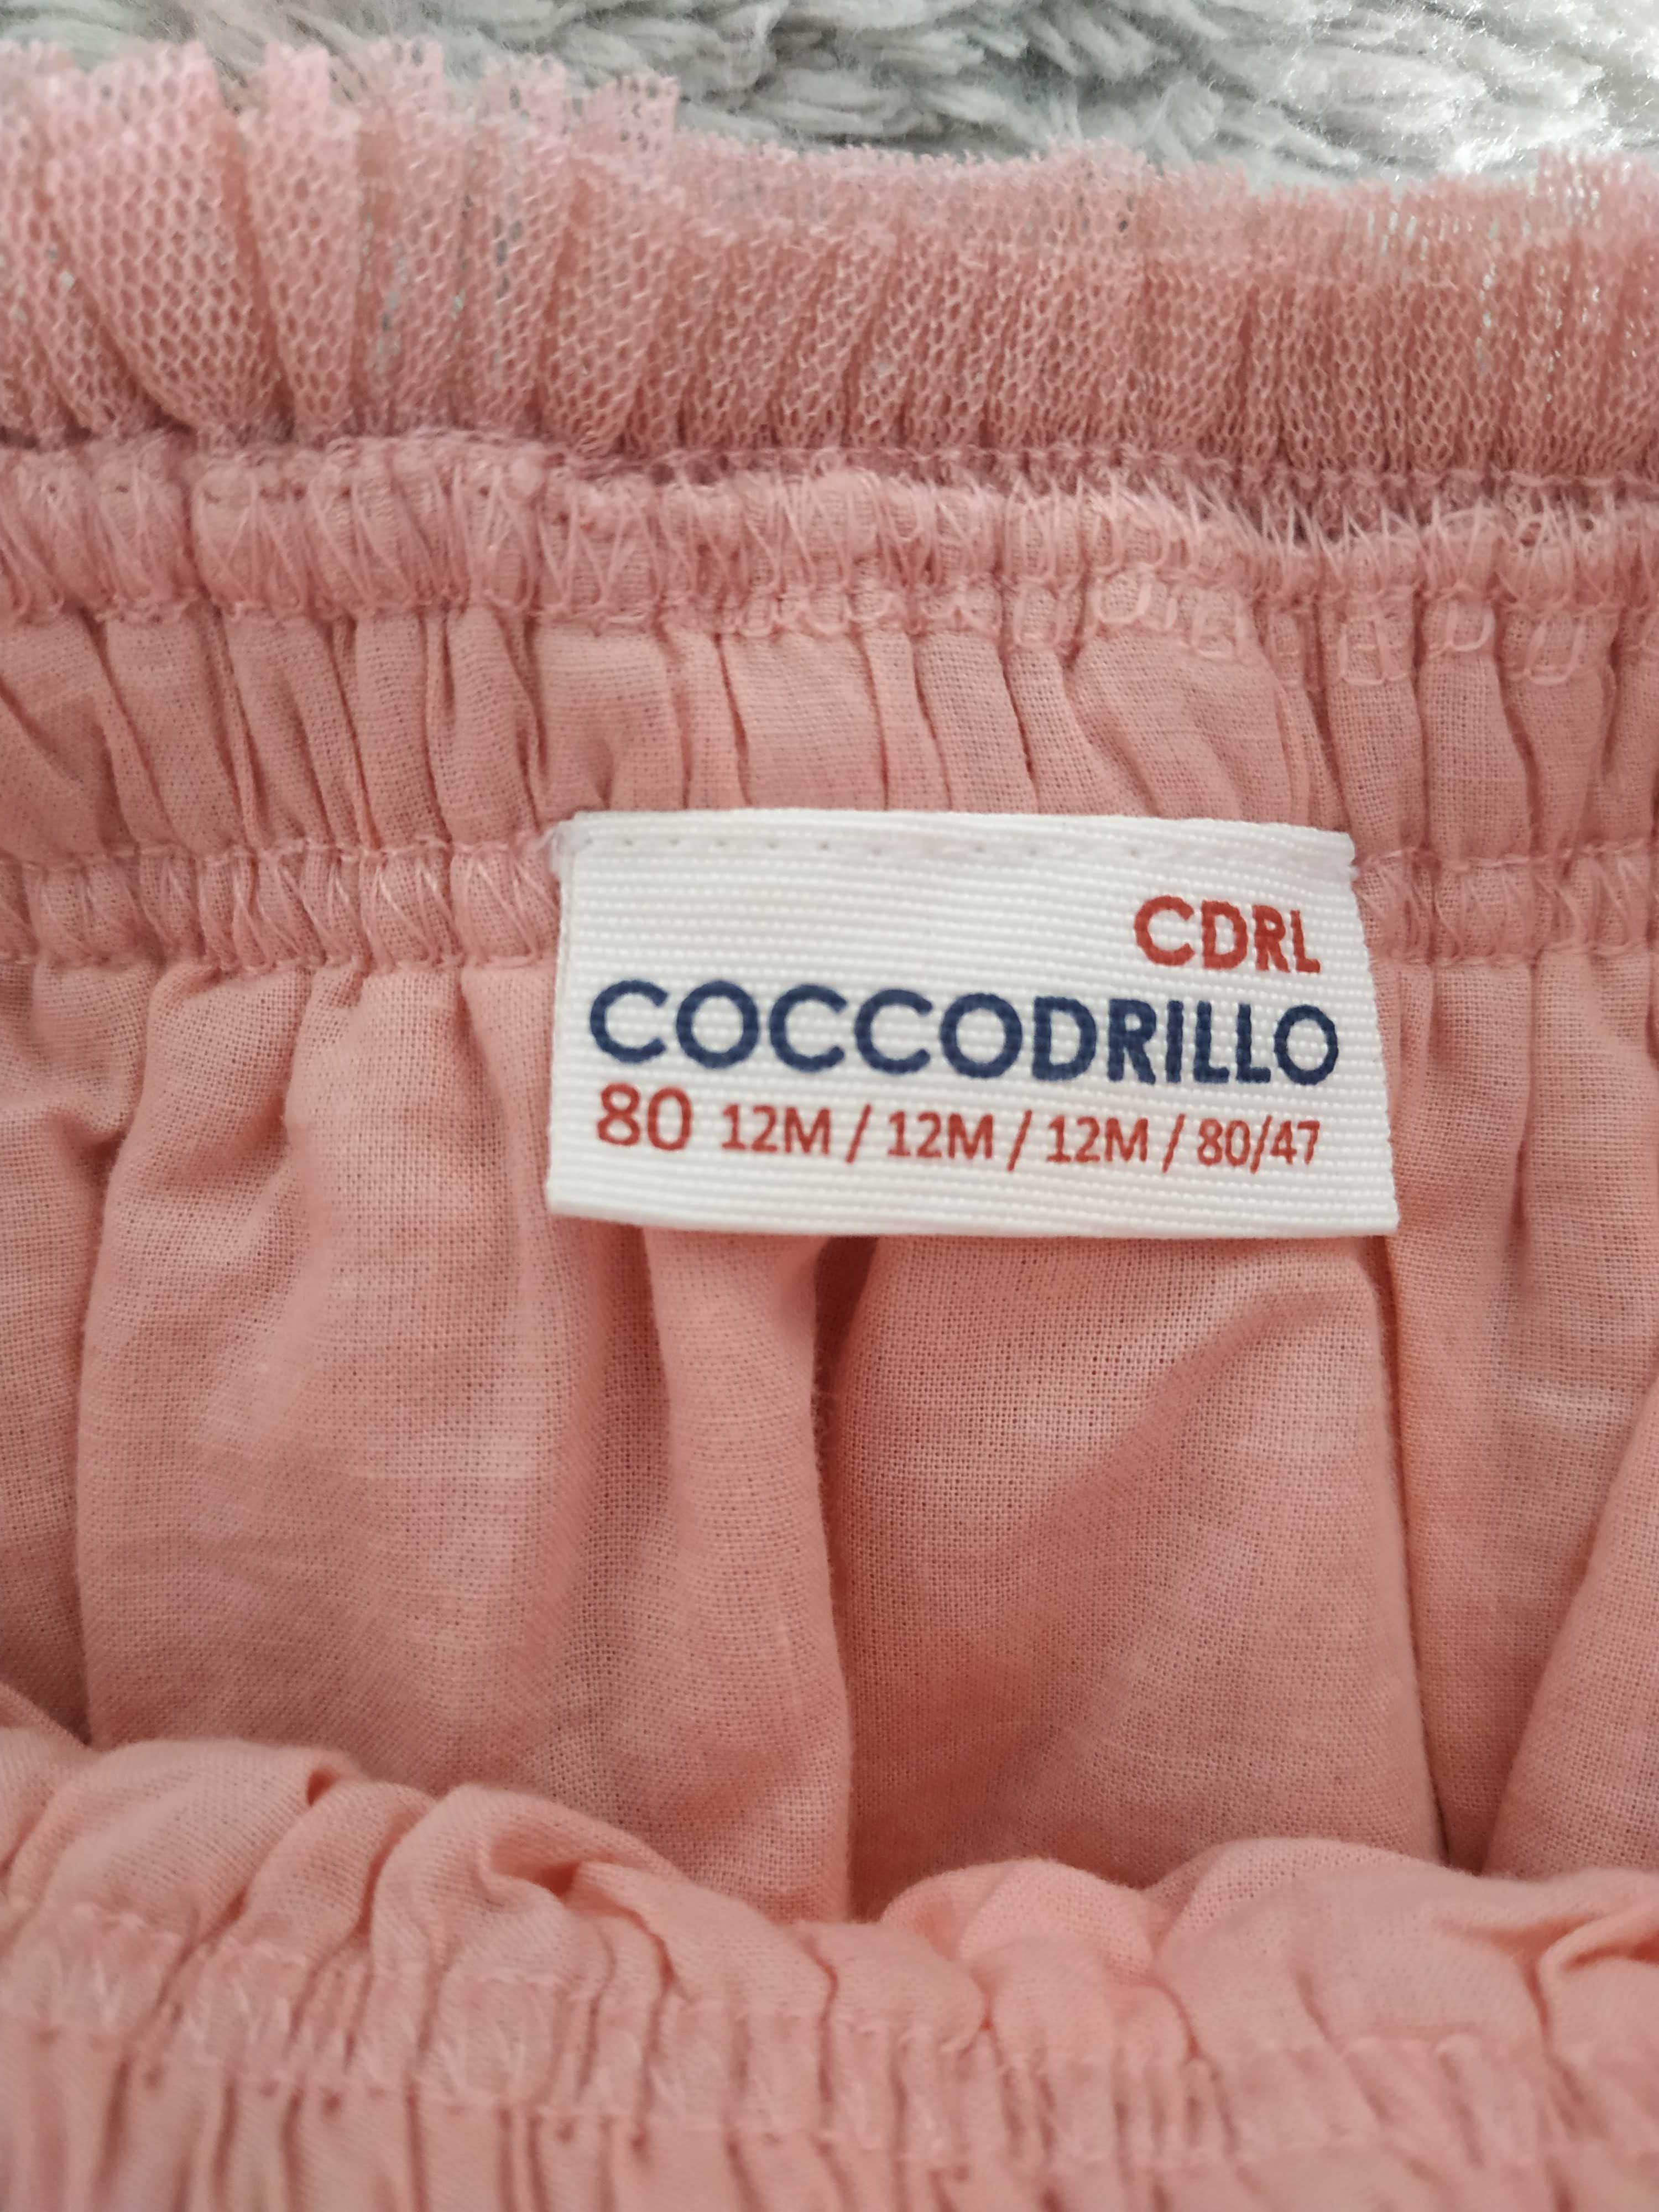 CDRL
COCCODRILLO
80 12M / 12M / 12M / 80/47